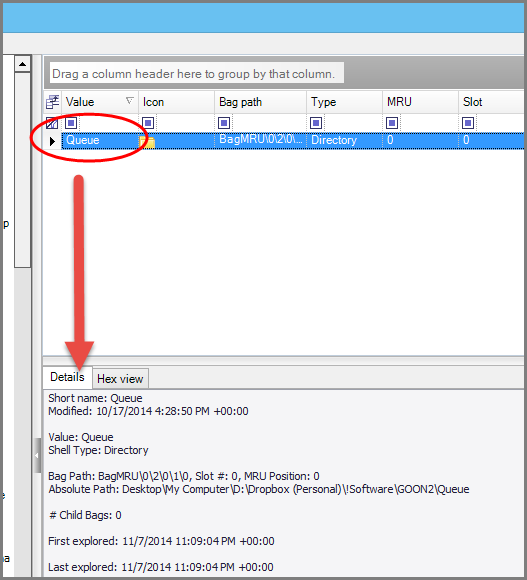 Drag a column header here to group by that column.
Value Icon Bag path Type MRU Slot
Queue BagMRU\0\2\0\... Directory 0 0
p
Details Hex view
Short name: Queue
Modified: 10/17/2014 4:28:50 PM +00:00
Value: Queue
Shell Type: Directory
Bag Path: BagMRU\0\2\0\1\0, Slot #: 0, MRU Position: 0
Absolute Path: Desktop\My Computer\D:\Dropbox (Personal)\!Software\GOON2\Queue
# Child Bags: 0
e
First explored: 11/7/2014 11:09:04 PM +00:00
na
Last explored: 11/7/2014 11:09:04 PM +00:00